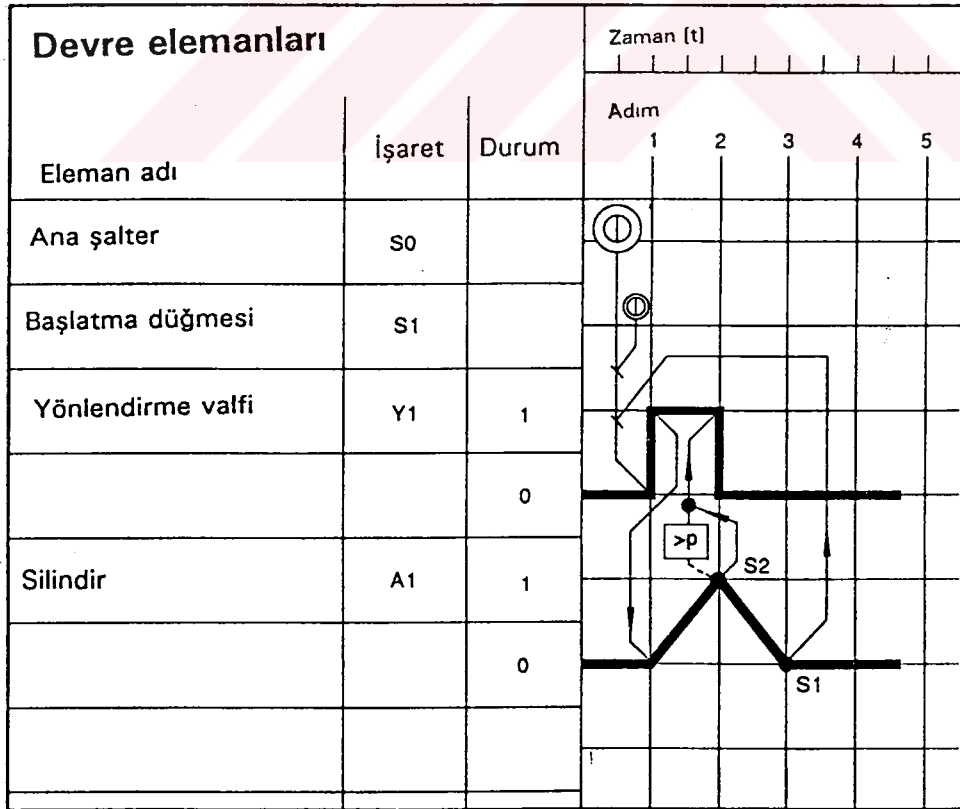 Devre elemanları
Zaman [t]
Adım
1 2 3 4 5
Eleman adı İşaret Durum
Ana şalter S0
Başlatma düğmesi S1
Yönlendirme valfi Y1 1
0
>p
S2
Silindir A1 1
0
S1